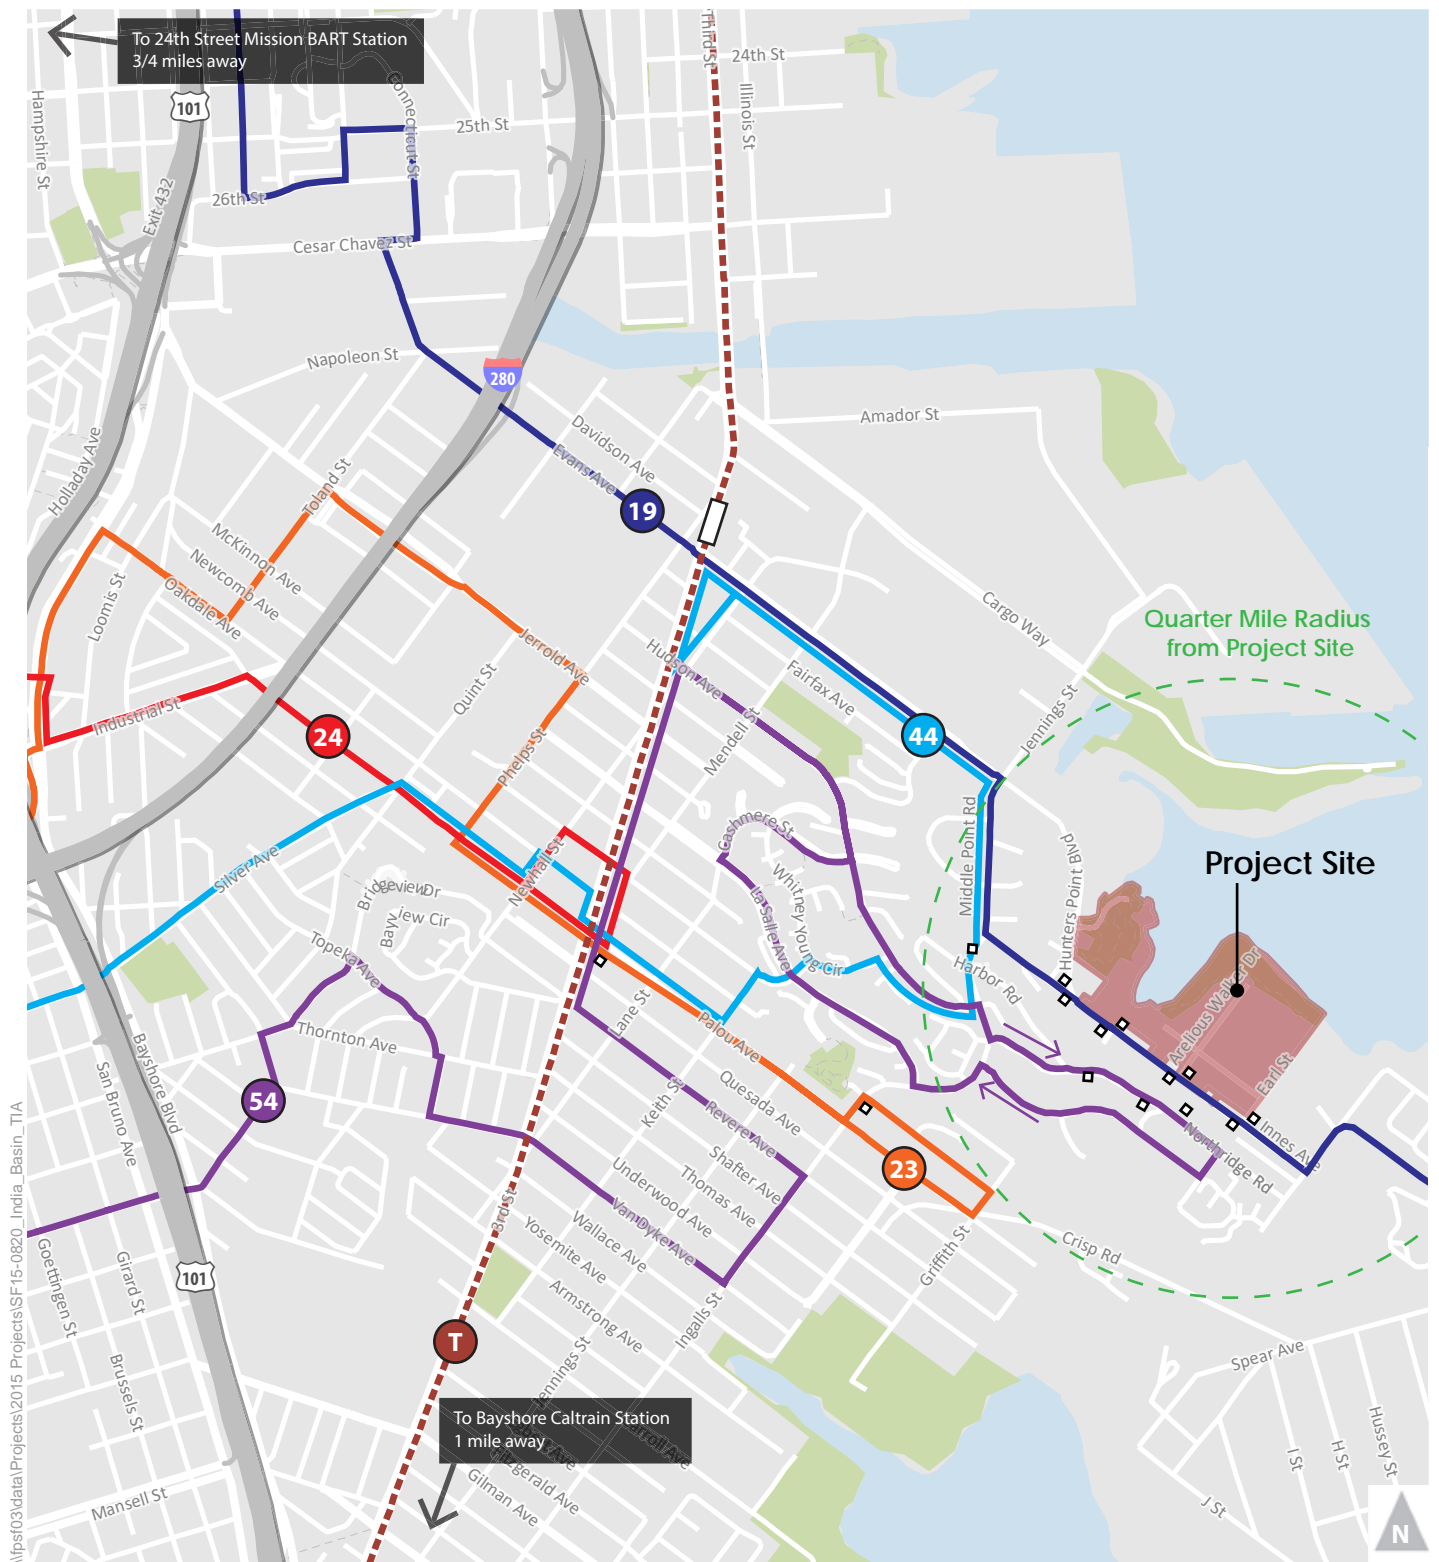 To 24th Street Mission BART Station
3/4 miles away
Third St
24th St
Illinois St
Connecticut St
101
Hampshire St
25th St
Exit 432
26th St
Cesar Chavez St
Napoleon St
280
Amador St
Holladay Ave
Davidson Ave
Evans Ave
19
Toland St
McKinnon Ave
Newcomb Ave
Oakdale Ave
Loomis St
Cargo Way
Quarter Mile Radius
from Project Site
Jerrold Ave
Hudson Ave
Fairfax Ave
Quint St
Industrial St
24
Mendell St
44
Jennings St
Phelps St
Cashmere St
Middle Point Rd
Hunters Point Blvd
Project Site
Silver Ave
Newhall St
Bridgeview Dr
Bayview Cir
Whitney Young Cir
La Salle Ave
Topeka Ave
Harbor Rd
Arelious Walker Dr
Lane St
Palou Ave
Thornton Ave
Earl St
Bayshore Blvd
San Bruno Ave
54
Quesada Ave
Keith St
Revere Ave
Innes Ave
Northridge Rd
23
Shafter Ave
Thomas Ave
Underwood Ave
Van Dyke Ave
3rd St
Wallace Ave
Yosemite Ave
Griffith St
Crisp Rd
Goettingen St
Girard St
101
Armstrong Ave
Ingalls St
T
Jennings St
Spear Ave
Brussels St
To Bayshore Caltrain Station
1 mile away
Carroll Ave
Fitzgerald Ave
Gilman Ave
Mansell St
Hussey St
H St
I St
J St
N
\\fpsf03\data\Projects\2015 Projects\SF15-0820_India_Basin_TIA